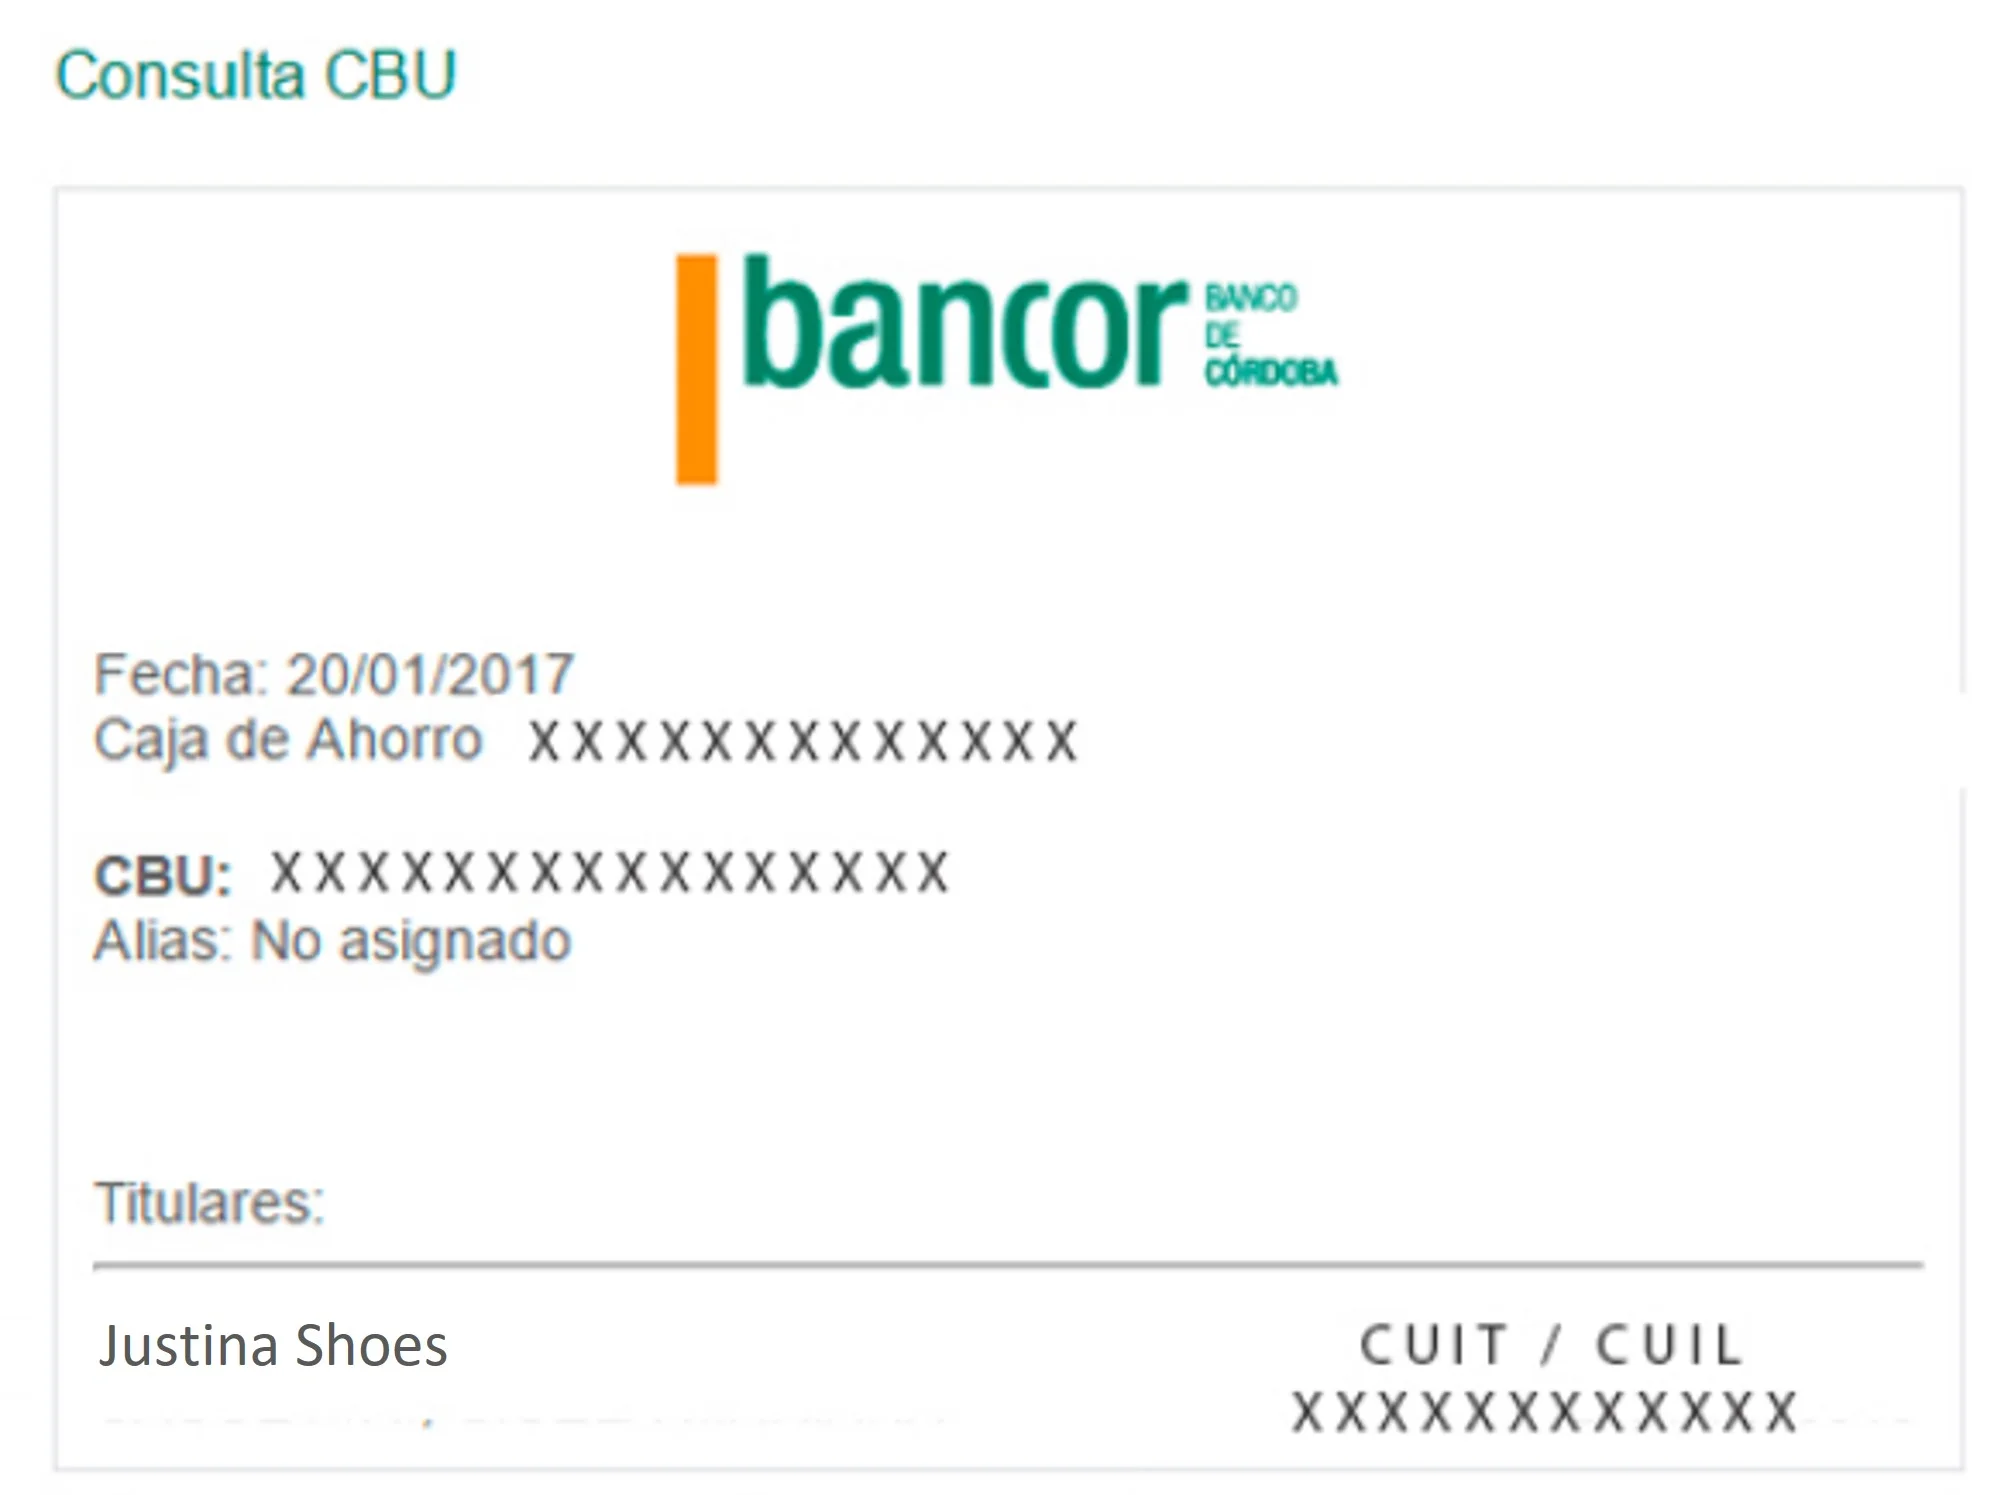 Consulta CBU
bancor
BANCO
DE
CÓRDOBA
Fecha: 20/01/2017
Caja de Ahorro XXXXXXXXXXXXX
CBU: XXXXXXXXXXXXXXXX
Alias: No asignado
Titulares:
Justina Shoes
CUIT / CUIL
XXXXXXXXXXXX